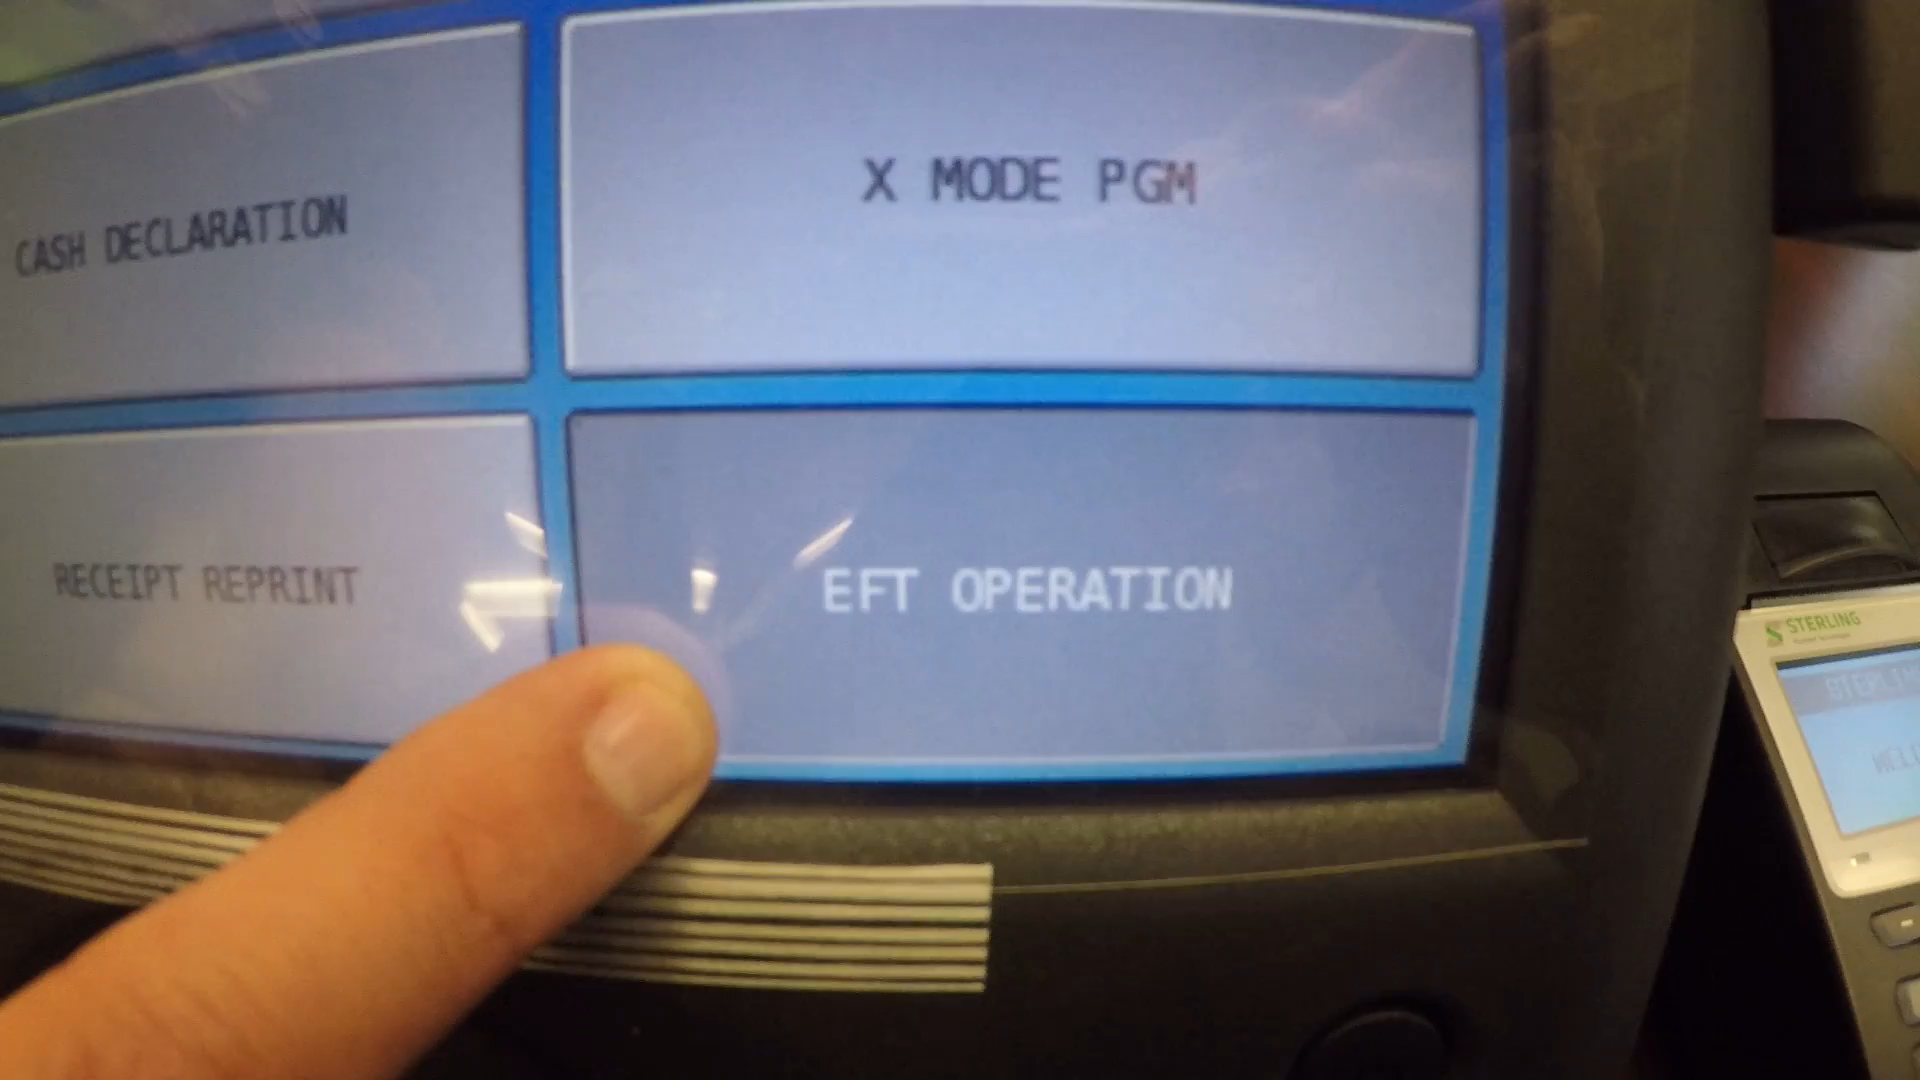 CASH DECLARATION
X MODE PGM
RECEIPT REPRINT
EFT OPERATION
STERLING